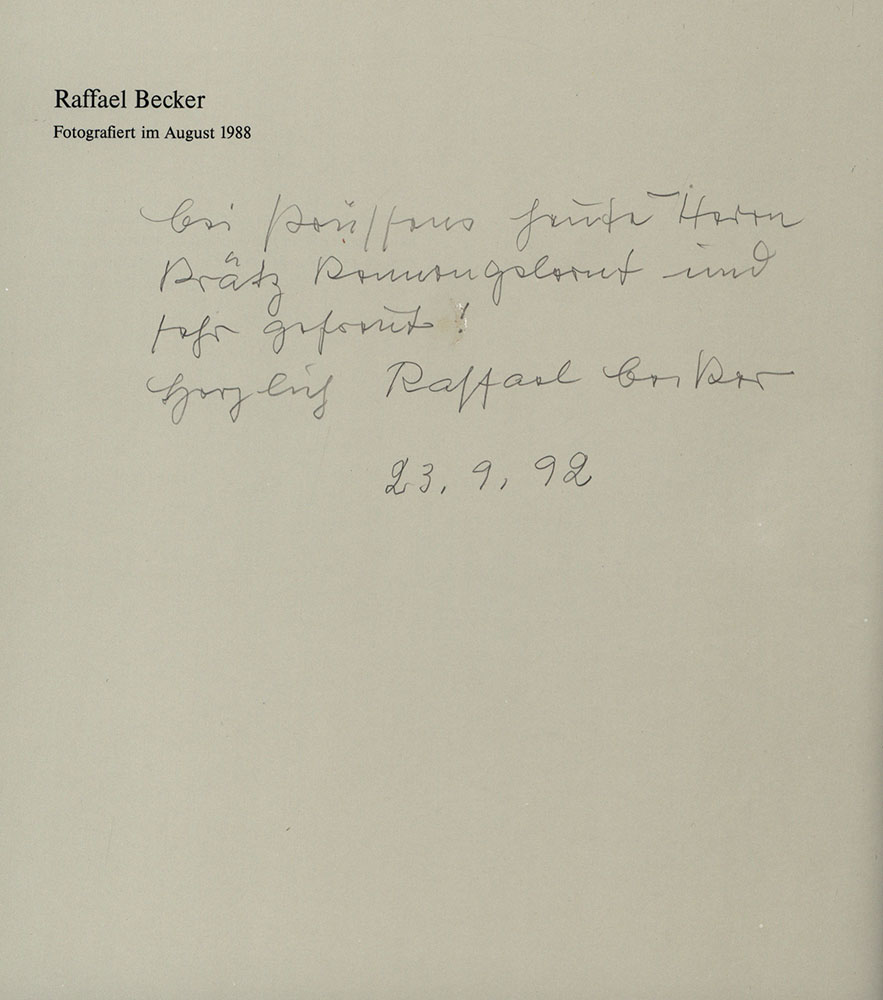 Raffael Becker
Fotografiert im August 1988
bei heute Herrn
Krätz kennengelernt und
sehr gefreut!
Herzlich Raffael Becker
23. 9. 92